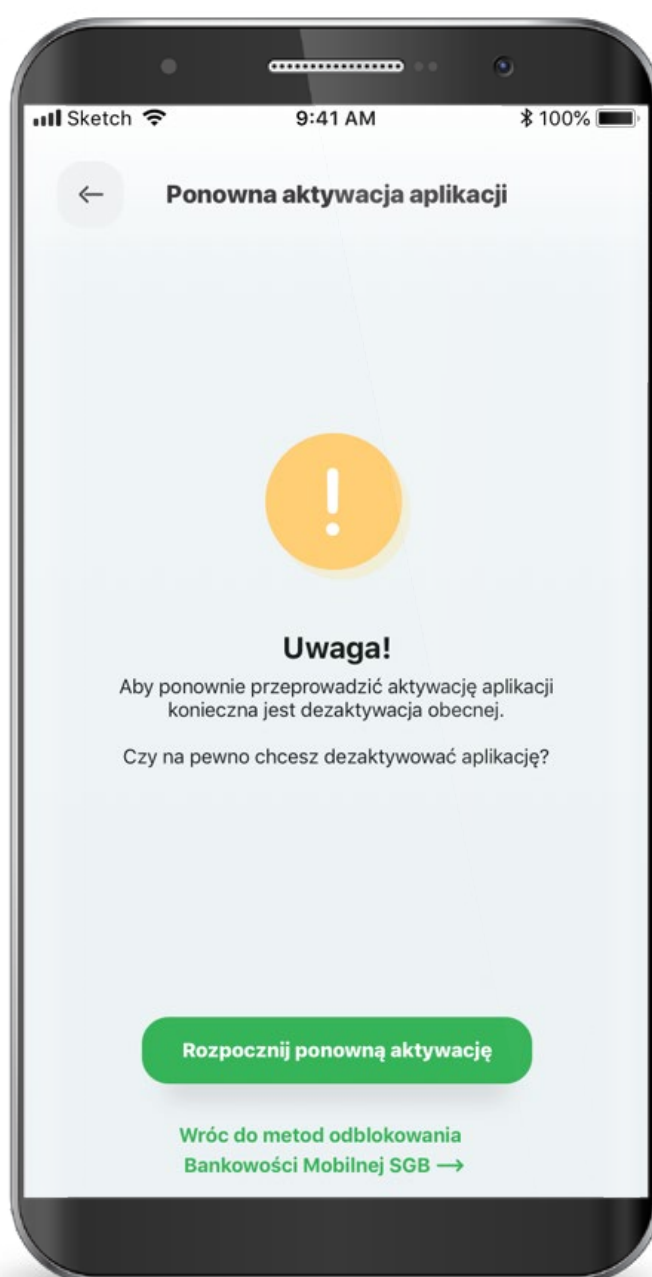 Sketch 9:41 AM 100%
Ponowna aktywacja aplikacji
Uwaga!
Aby ponownie przeprowadzić aktywację aplikacji
konieczna jest dezaktywacja obecnej.
Czy na pewno chcesz dezaktywować aplikację?
Rozpocznij ponowną aktywację
Wróc do metod odblokowania
Bankowości Mobilnej SGB →